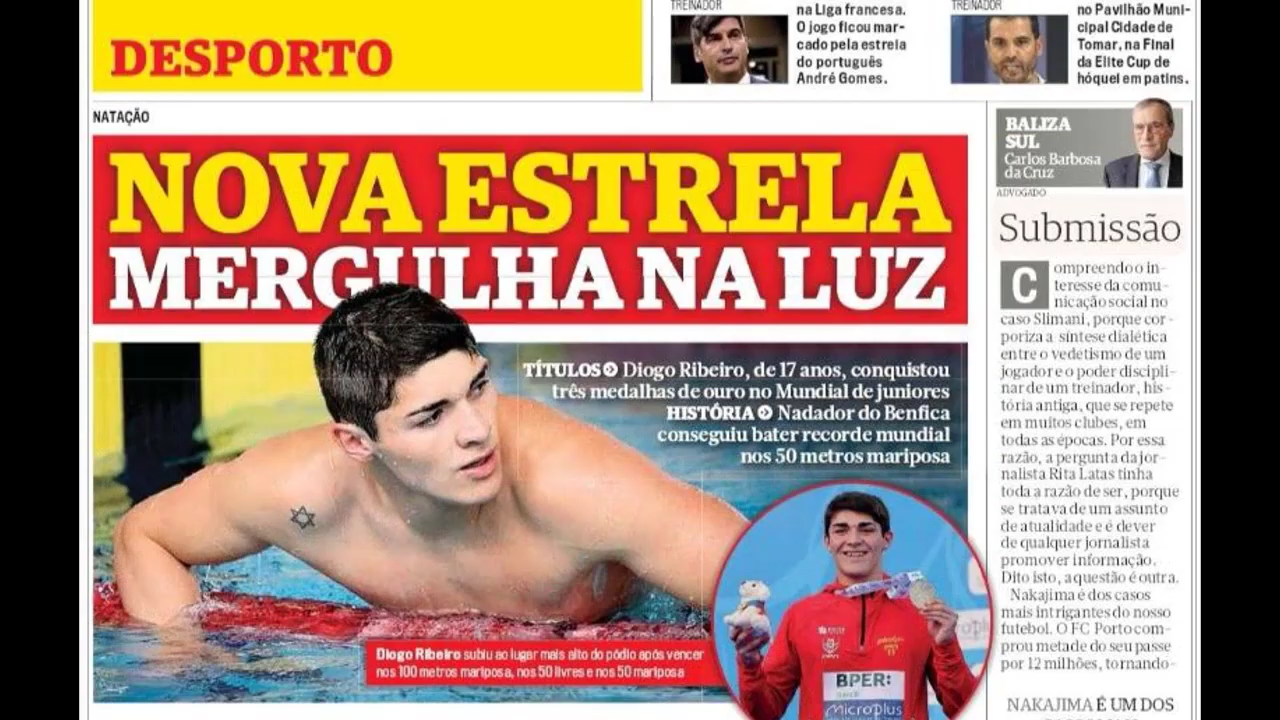 DESPORTO
TREINADOR
na Liga francesa.
O jogo ficou mar-
cado pela estreia
do português
André Gomes.
TREINADOR
no Pavilhão Muni-
cipal Cidade de
Tomar, na Final
da Elite Cup de
hóquei em patins.
NATAÇÃO
NOVA ESTRELA
MERGULHA NA LUZ
TÍTULOS Diogo Ribeiro, de 17 anos, conquistou
três medalhas de ouro no Mundial de juniores
HISTÓRIA Nadador do Benfica
conseguiu bater recorde mundial
nos 50 metros mariposa
Diogo Ribeiro subiu ao lugar mais alto do pódio após vencer
nos 100 metros mariposa, nos 50 livres e nos 50 mariposa
BPER:
microplus
BALIZA
SUL
Carlos Barbosa
da Cruz
ADVOGADO
Submissão
Compreendo o in-
teresse da comu-
nicação social no
caso Slimani, porque cor-
poriza a síntese dialética
entre o vedetismo de um
jogador e o poder discipli-
nar de um treinador, his-
tória antiga, que se repete
em muitos clubes, em
todas as épocas. Por essa
razão, a pergunta da jor-
nalista Rita Latas tinha
toda a razão de ser, porque
se tratava de um assunto
de atualidade e é dever
de qualquer jornalista
promover informação.
Dito isto, a questão é outra.
Nakajima é dos casos
mais intrigantes do nosso
futebol. O FC Porto com-
prou metade do seu passe
por 12 milhões, tornando-
NAKAJIMA É UM DOS